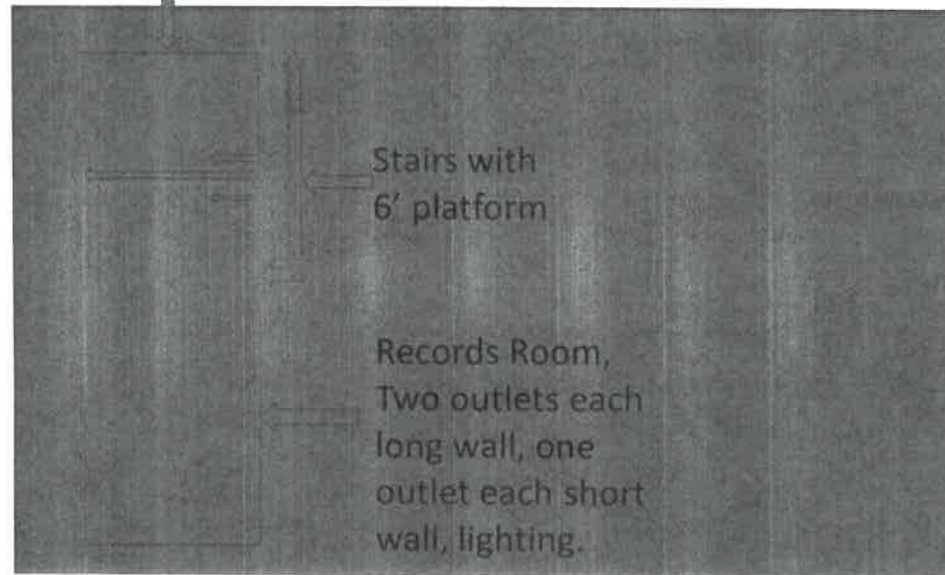 Stairs with
6' platform
Records Room,
Two outlets each
long wall, one
outlet each short
wall, lighting.